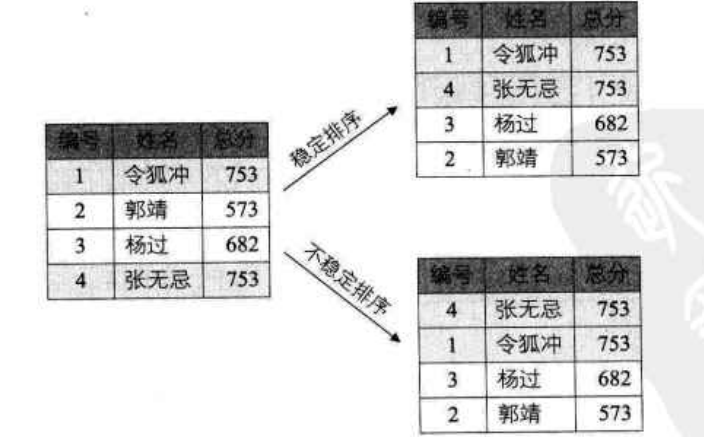 编号 姓名 总分
1 令狐冲 753
2 郭靖 573
3 杨过 682
4 张无忌 753
稳定排序
编号 姓名 总分
1 令狐冲 753
4 张无忌 753
3 杨过 682
2 郭靖 573
不稳定排序
编号 姓名 总分
4 张无忌 753
1 令狐冲 753
3 杨过 682
2 郭靖 573